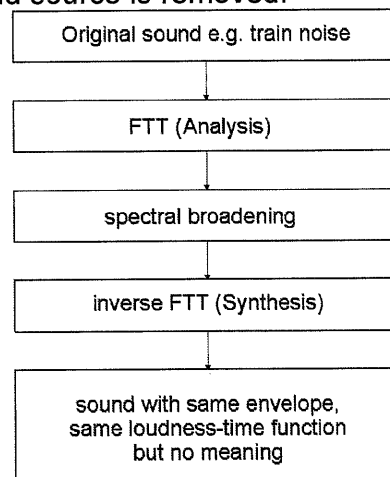 source is removed.
Original sound e.g. train noise
FTT (Analysis)
spectral broadening
inverse FTT (Synthesis)
sound with same envelope,
same loudness-time function
but no meaning